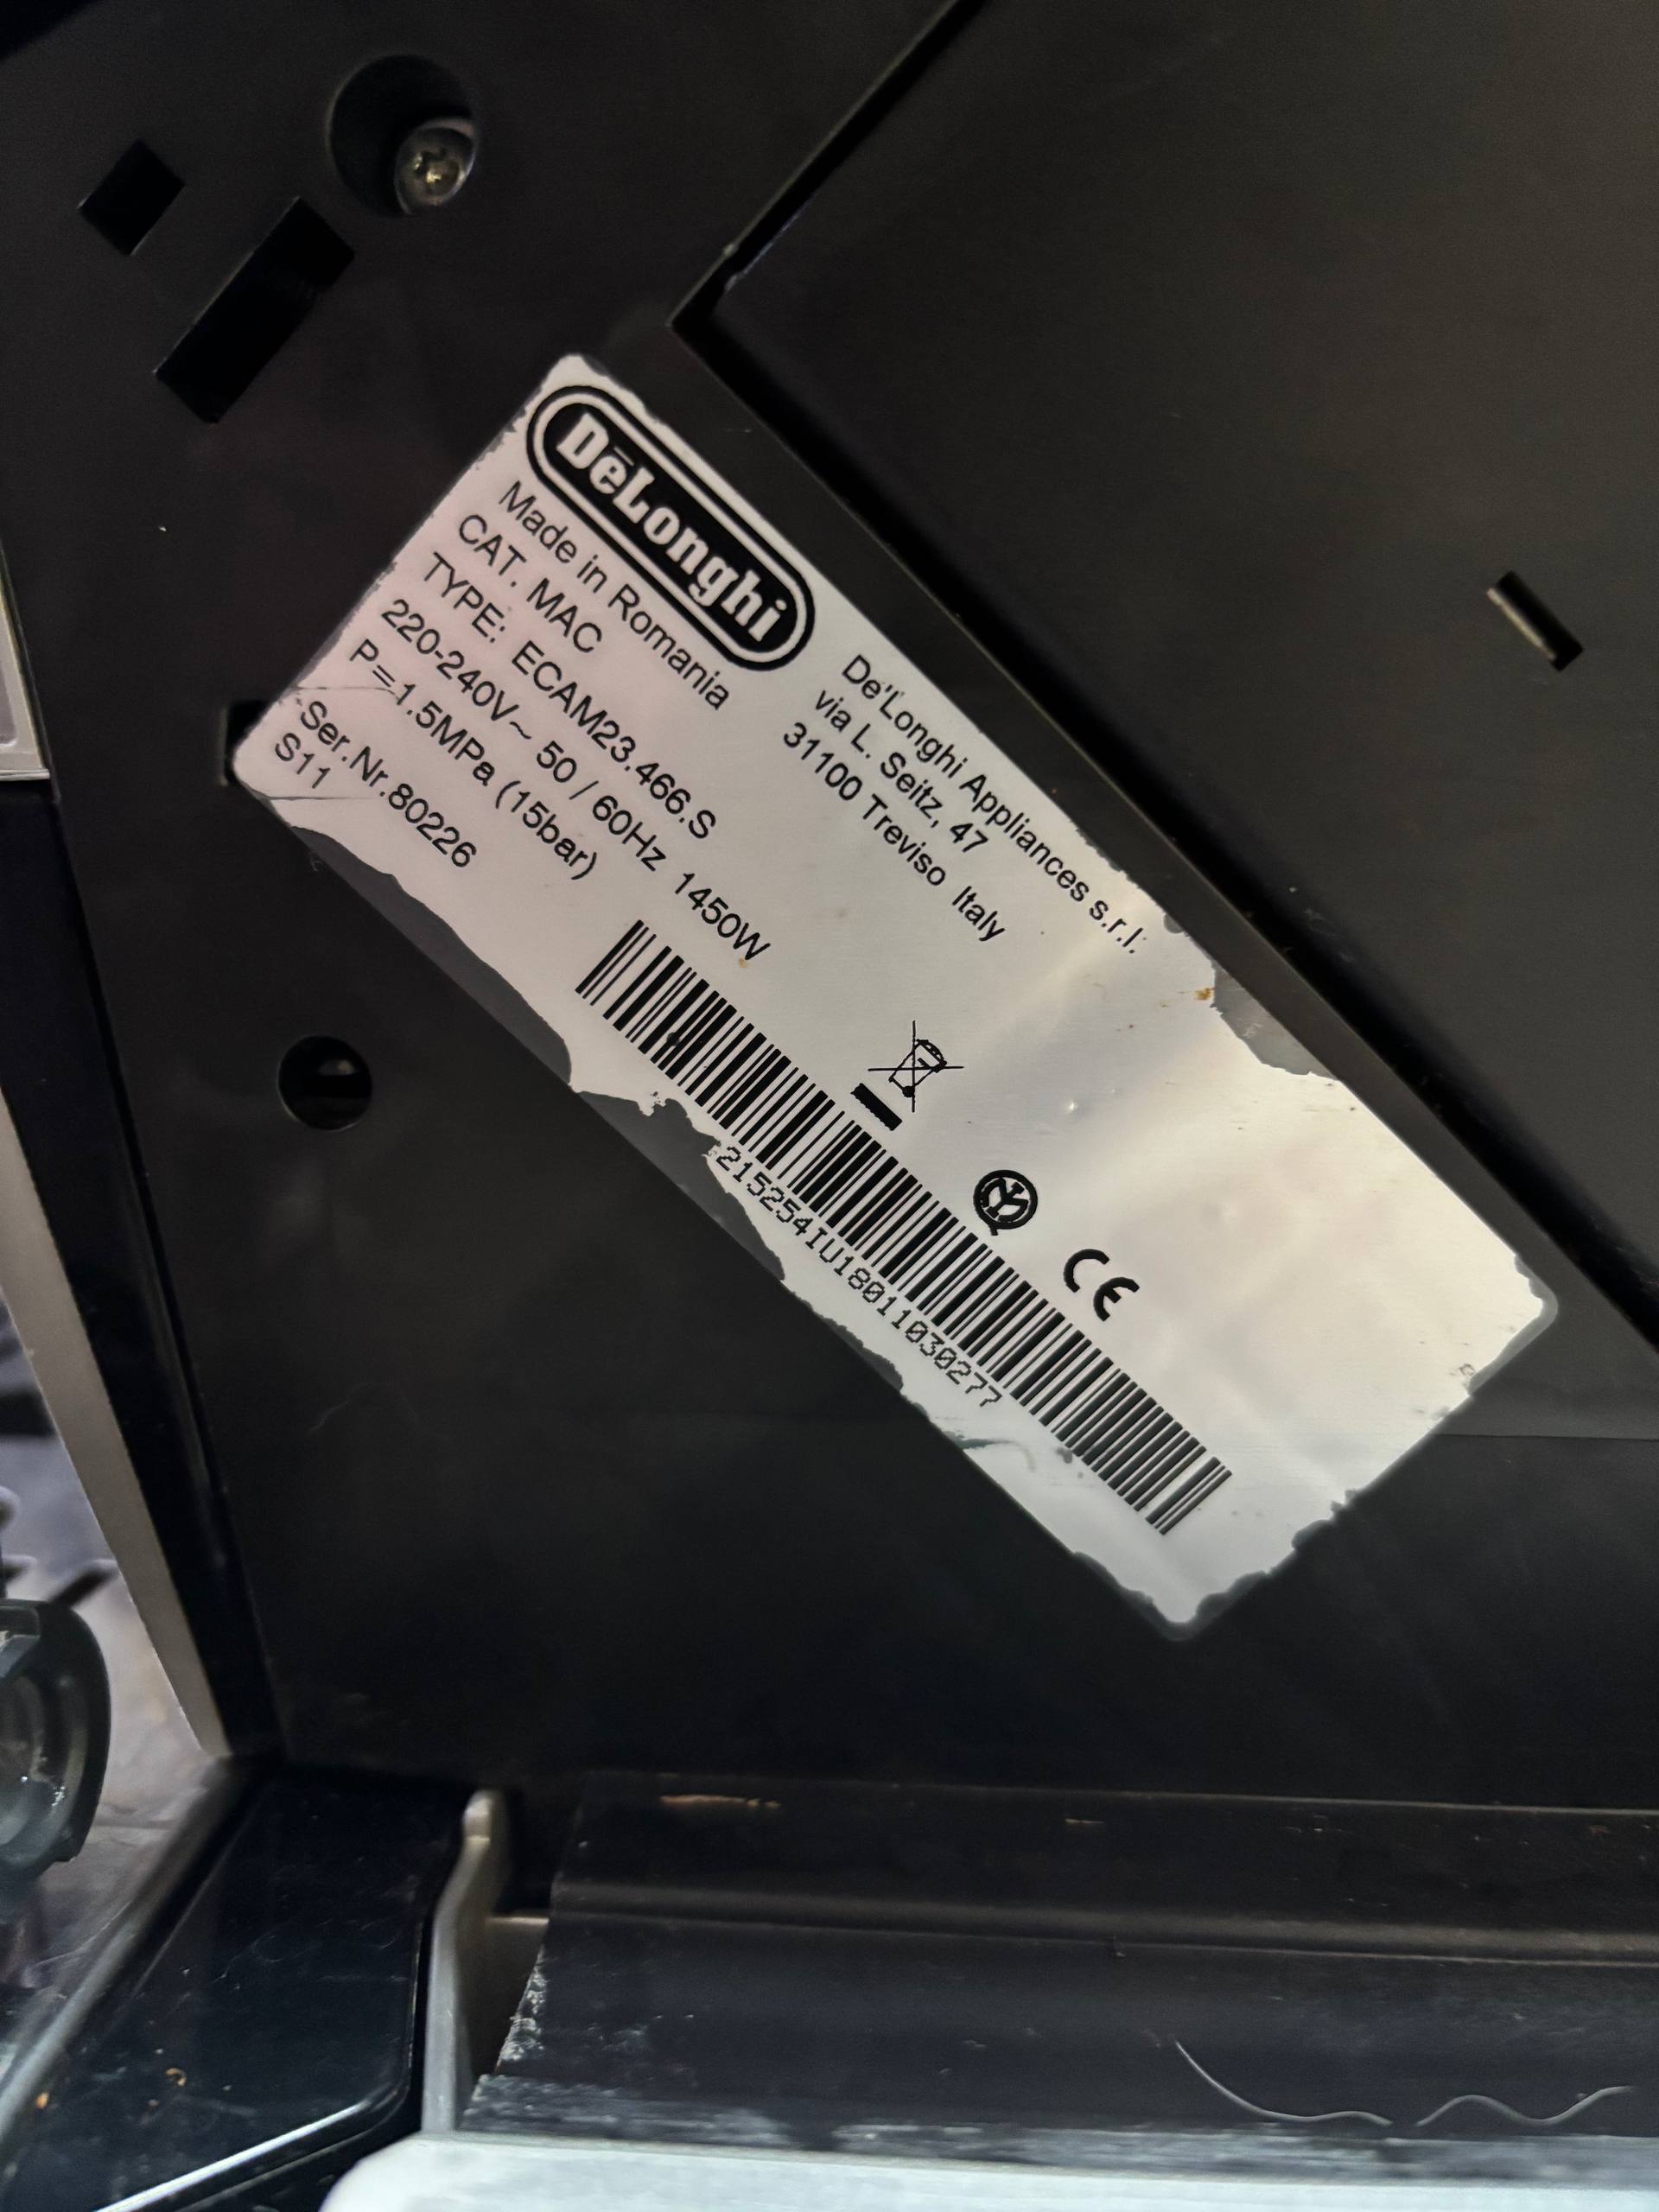 DēLonghi
Made in Romania
CAT. MAC
TYPE: ECAM23.466.S
220-240V~ 50 / 60Hz 1450W
P=1.5MPa (15bar)
Ser.Nr.80226
S11
De'Longhi Appliances s.r.l.
via L. Seitz, 47
31100 Treviso Italy
CE
215254IU18011030277